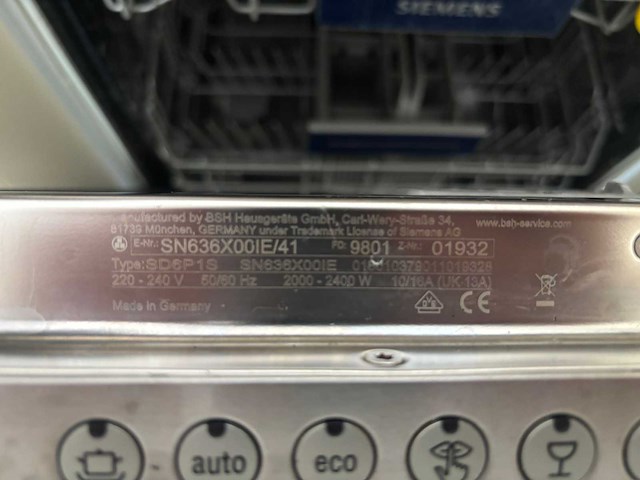 SIEMENS
anufactured by BSH Hausgeräte GmbH, Carl-Wery-Straße 34,
81739 München, GERMANY under Trademark License of Siemens AG
www.bsh-service.com
E-Nr.: SN636X00IE/41 FD: 9801 Z-Nr.: 01932
Type: SD6P1S SN636X00IE
220 - 240 V 50/60 Hz 2000 - 2400 W 10/16A (UK 13A)
Made in Germany
CE
auto eco